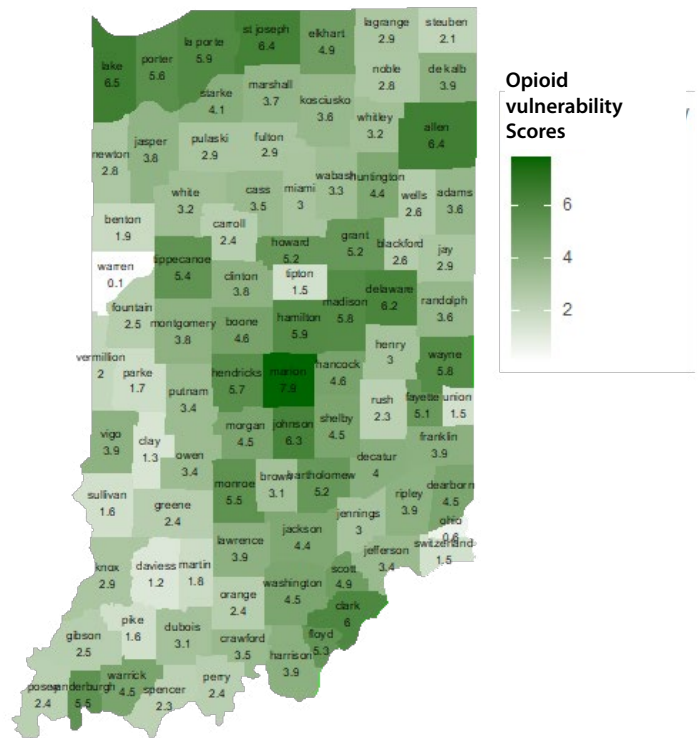 lake
6.5
porter
5.6
la porte
5.9
st joseph
6.4
elkhart
4.9
lagrange
2.9
steuben
2.1
noble
2.8
de kalb
3.9
starke
4.1
marshall
3.7
kosciusko
3.6
whitley
3.2
allen
6.4
newton
2.8
jasper
3.8
pulaski
2.9
fulton
2.9
white
3.2
cass
3.5
miami
3
wabash
3.3
huntington
4.4
wells
2.6
adams
3.6
benton
1.9
carroll
2.4
howard
5.2
grant
5.2
blackford
2.6
jay
2.9
warren
0.1
tippecanoe
5.4
clinton
3.8
tipton
1.5
madison
5.8
delaware
6.2
randolph
3.6
fountain
2.5
montgomery
3.8
boone
4.6
hamilton
5.9
henry
3
wayne
5.8
vermillion
2
parke
1.7
putnam
3.4
hendricks
5.7
marion
7.9
hancock
4.6
rush
2.3
fayette
5.1
union
1.5
vigo
3.9
clay
1.3
owen
3.4
morgan
4.5
johnson
6.3
shelby
4.5
franklin
3.9
decatur
4
sullivan
1.6
greene
2.4
monroe
5.5
brown
3.1
bartholomew
5.2
jennings
3
ripley
3.9
dearborn
4.5
ohio
0.6
switzerland
1.5
jefferson
3.4
jackson
4.4
lawrence
3.9
knox
2.9
daviess
1.2
martin
1.8
orange
2.4
washington
4.5
scott
4.9
clark
6
floyd
5.3
gibson
2.5
pike
1.6
dubois
3.1
crawford
3.5
harrison
3.9
posey
2.4
vanderburgh
5.5
warrick
4.5
spencer
2.3
perry
2.4
Opioid
vulnerability
Scores
6
4
2